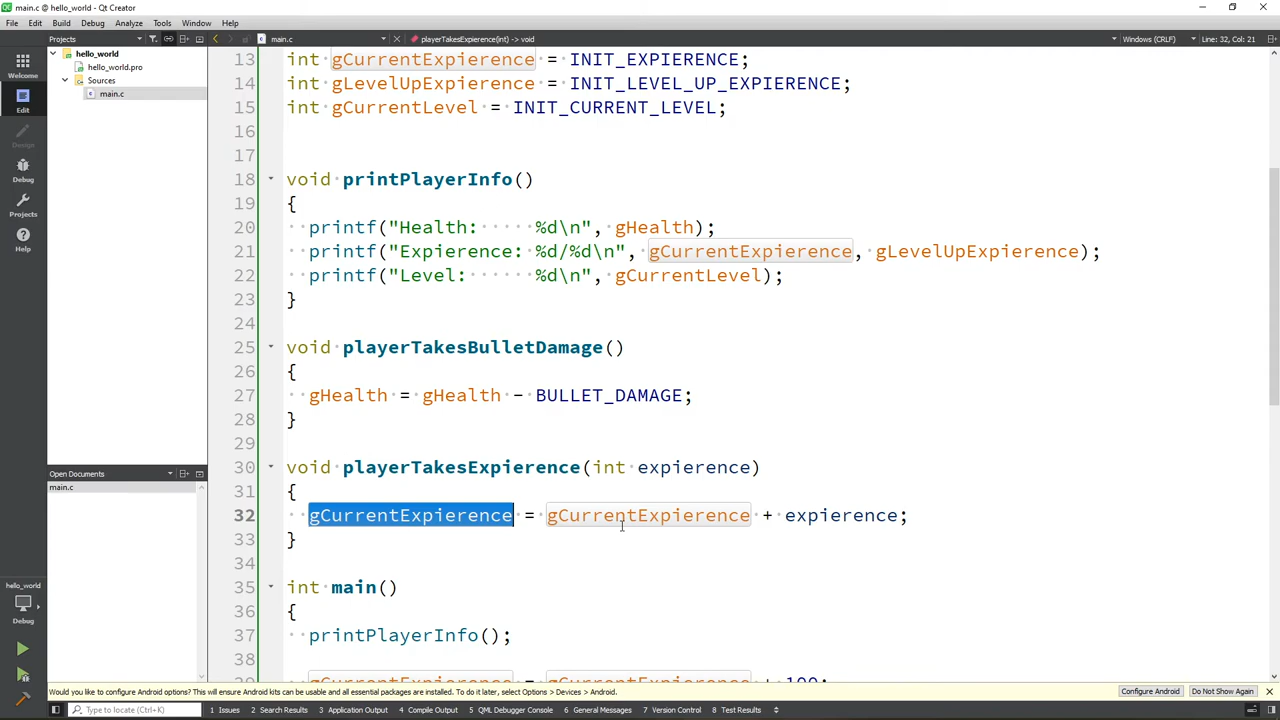 main.c @ hello_world - Qt Creator
File Edit Build Debug Analyze Tools Window Help
Projects main.c playerTakesExpierence(int) -> void Windows (CRLF) Line: 32, Col: 21
Welcome
Edit
Design
Debug
Projects
Help
hello_world
hello_world.pro
Sources
main.c
Open Documents
main.c
hello_world
Debug
13 int gCurrentExpierence = INIT_EXPIERENCE;
14 int gLevelUpExpierence = INIT_LEVEL_UP_EXPIERENCE;
15 int gCurrentLevel = INIT_CURRENT_LEVEL;
16
17
18 void printPlayerInfo()
19 {
20 printf("Health:·····%d\n", gHealth);
21 printf("Expierence:·%d/%d\n", gCurrentExpierence, gLevelUpExpierence);
22 printf("Level:······%d\n", gCurrentLevel);
23 }
24
25 void playerTakesBulletDamage()
26 {
27 gHealth = gHealth - BULLET_DAMAGE;
28 }
29
30 void playerTakesExpierence(int expierence)
31 {
32 gCurrentExpierence = gCurrentExpierence + expierence;
33 }
34
35 int main()
36 {
37 printPlayerInfo();
38
Would you like to configure Android options? This will ensure Android kits can be usable and all essential packages are installed. To do it later, select Options > Devices > Android. Configure Android Do Not Show Again
Type to locate (Ctrl+K) 1 Issues 2 Search Results 3 Application Output 4 Compile Output 5 QML Debugger Console 6 General Messages 7 Version Control 8 Test Results